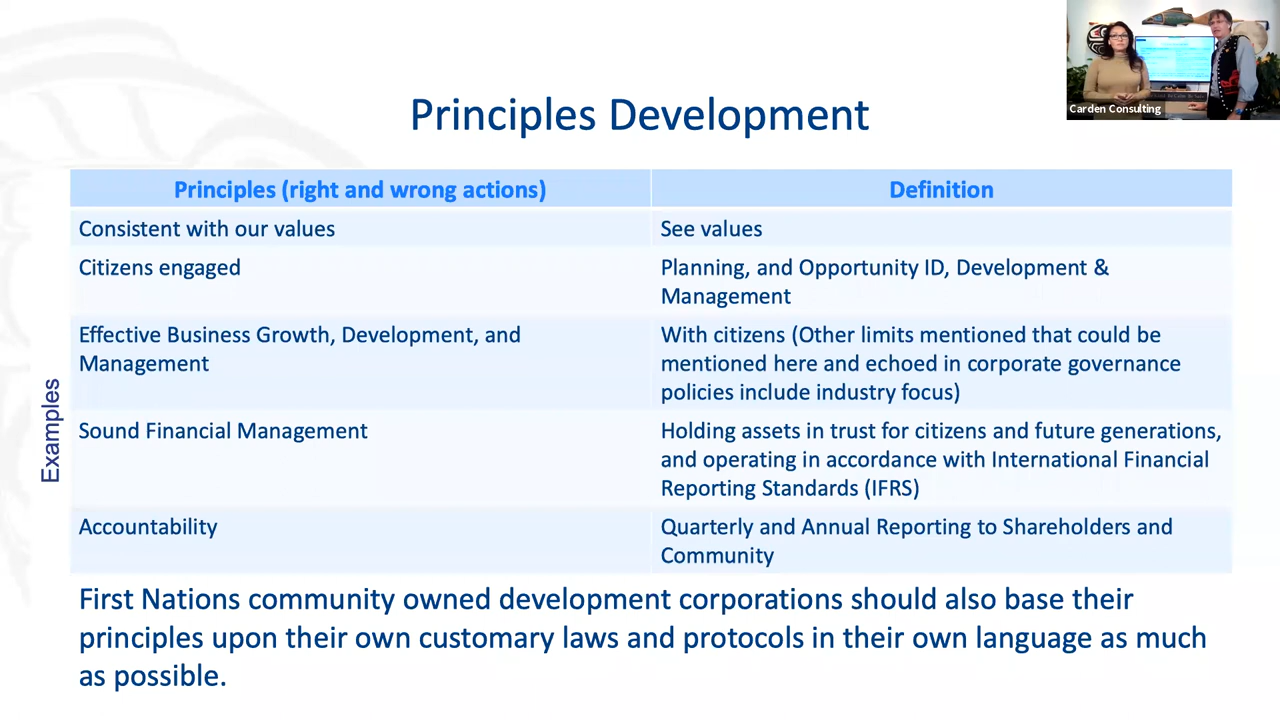 Carden Consulting
Principles Development
Principles (right and wrong actions)
Definition
Consistent with our values
See values
Citizens engaged
Planning, and Opportunity ID, Development &
Management
Effective Business Growth, Development, and
Management
With citizens (Other limits mentioned that could be
mentioned here and echoed in corporate governance
policies include industry focus)
Sound Financial Management
Holding assets in trust for citizens and future generations,
and operating in accordance with International Financial
Reporting Standards (IFRS)
Accountability
Quarterly and Annual Reporting to Shareholders and
Community
Examples
First Nations community owned development corporations should also base their
principles upon their own customary laws and protocols in their own language as much
as possible.